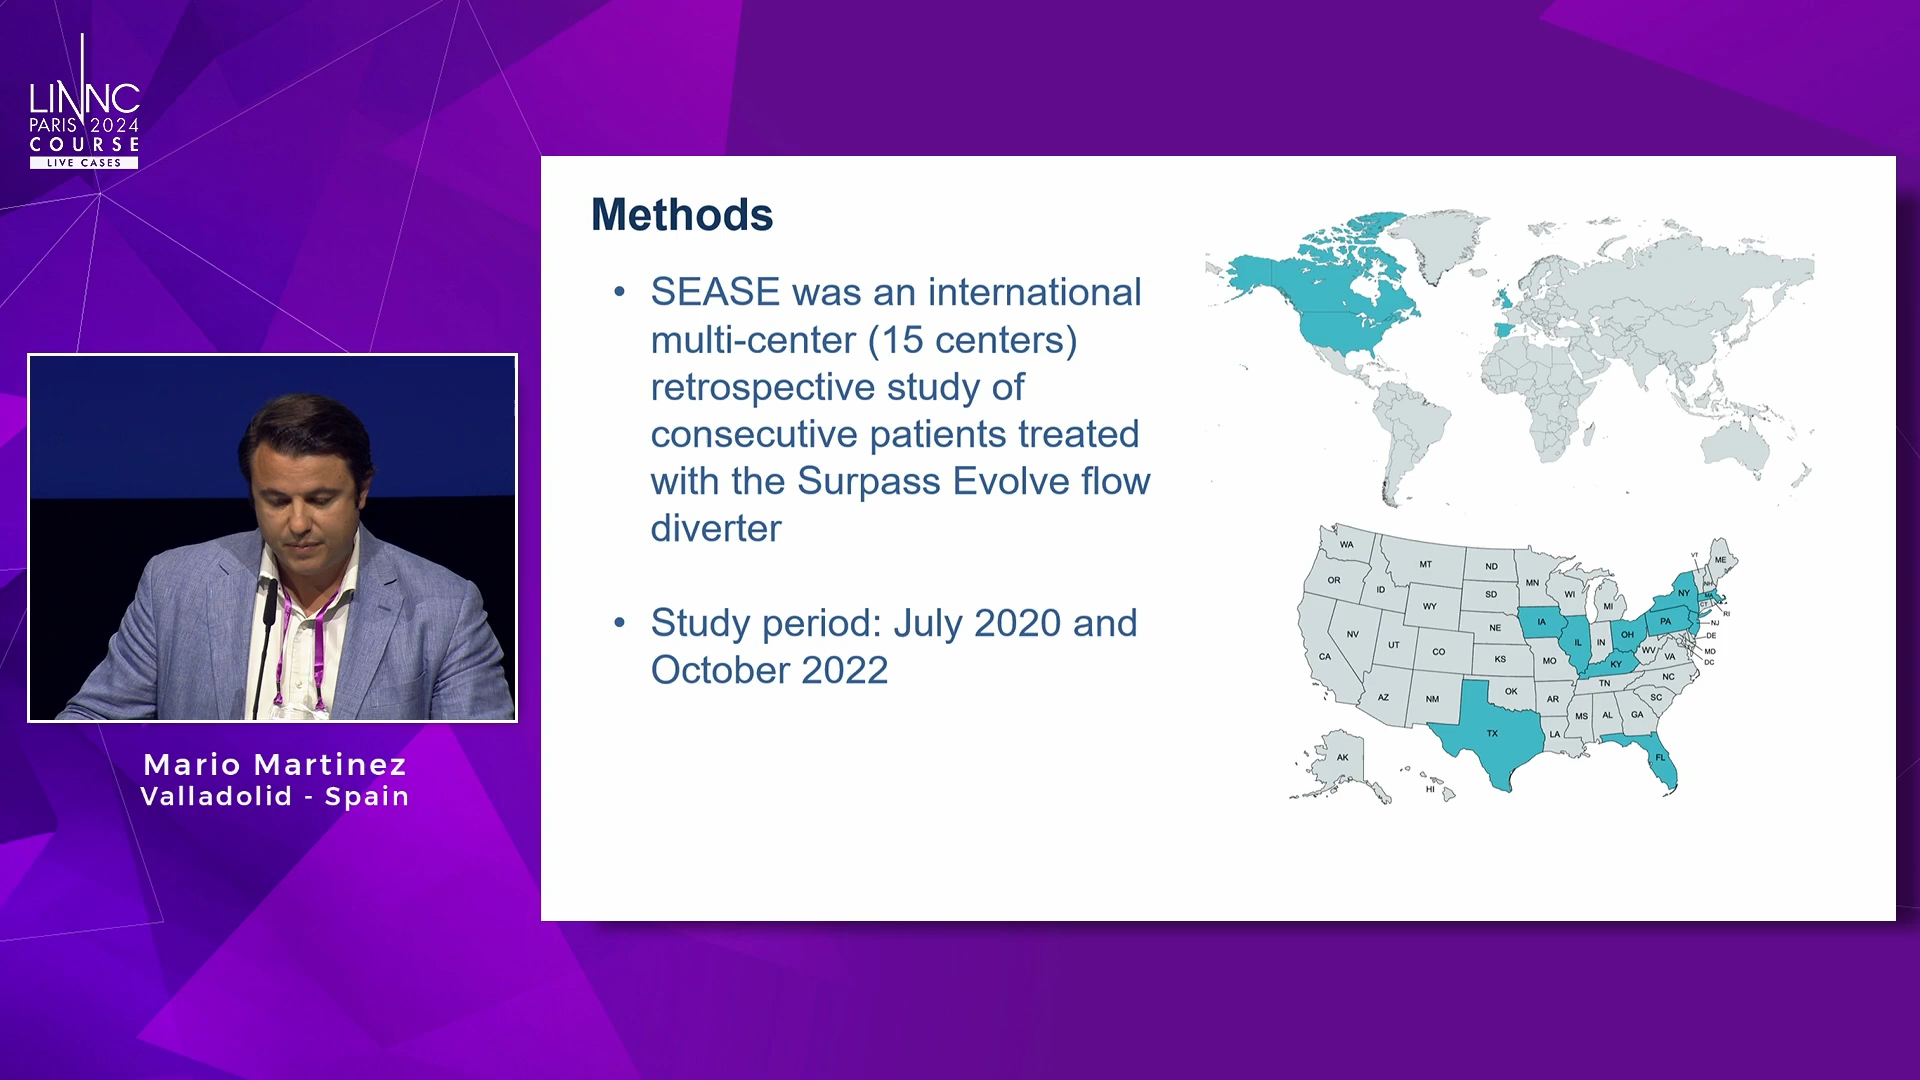 LINNC
PARIS 2024
COURSE
LIVE CASES
Methods
• SEASE was an international
multi-center (15 centers)
retrospective study of
consecutive patients treated
with the Surpass Evolve flow
diverter
• Study period: July 2020 and
October 2022
Mario Martinez
Valladolid - Spain
WA
OR
CA
NV
ID
MT
WY
UT
AZ
CO
NM
ND
SD
NE
KS
OK
TX
MN
IA
MO
AR
LA
WI
IL
MI
IN
OH
KY
TN
MS
AL
GA
FL
SC
NC
VA
WV
PA
NY
VT
NH
ME
MA
CT
RI
NJ
DE
MD
DC
AK
HI